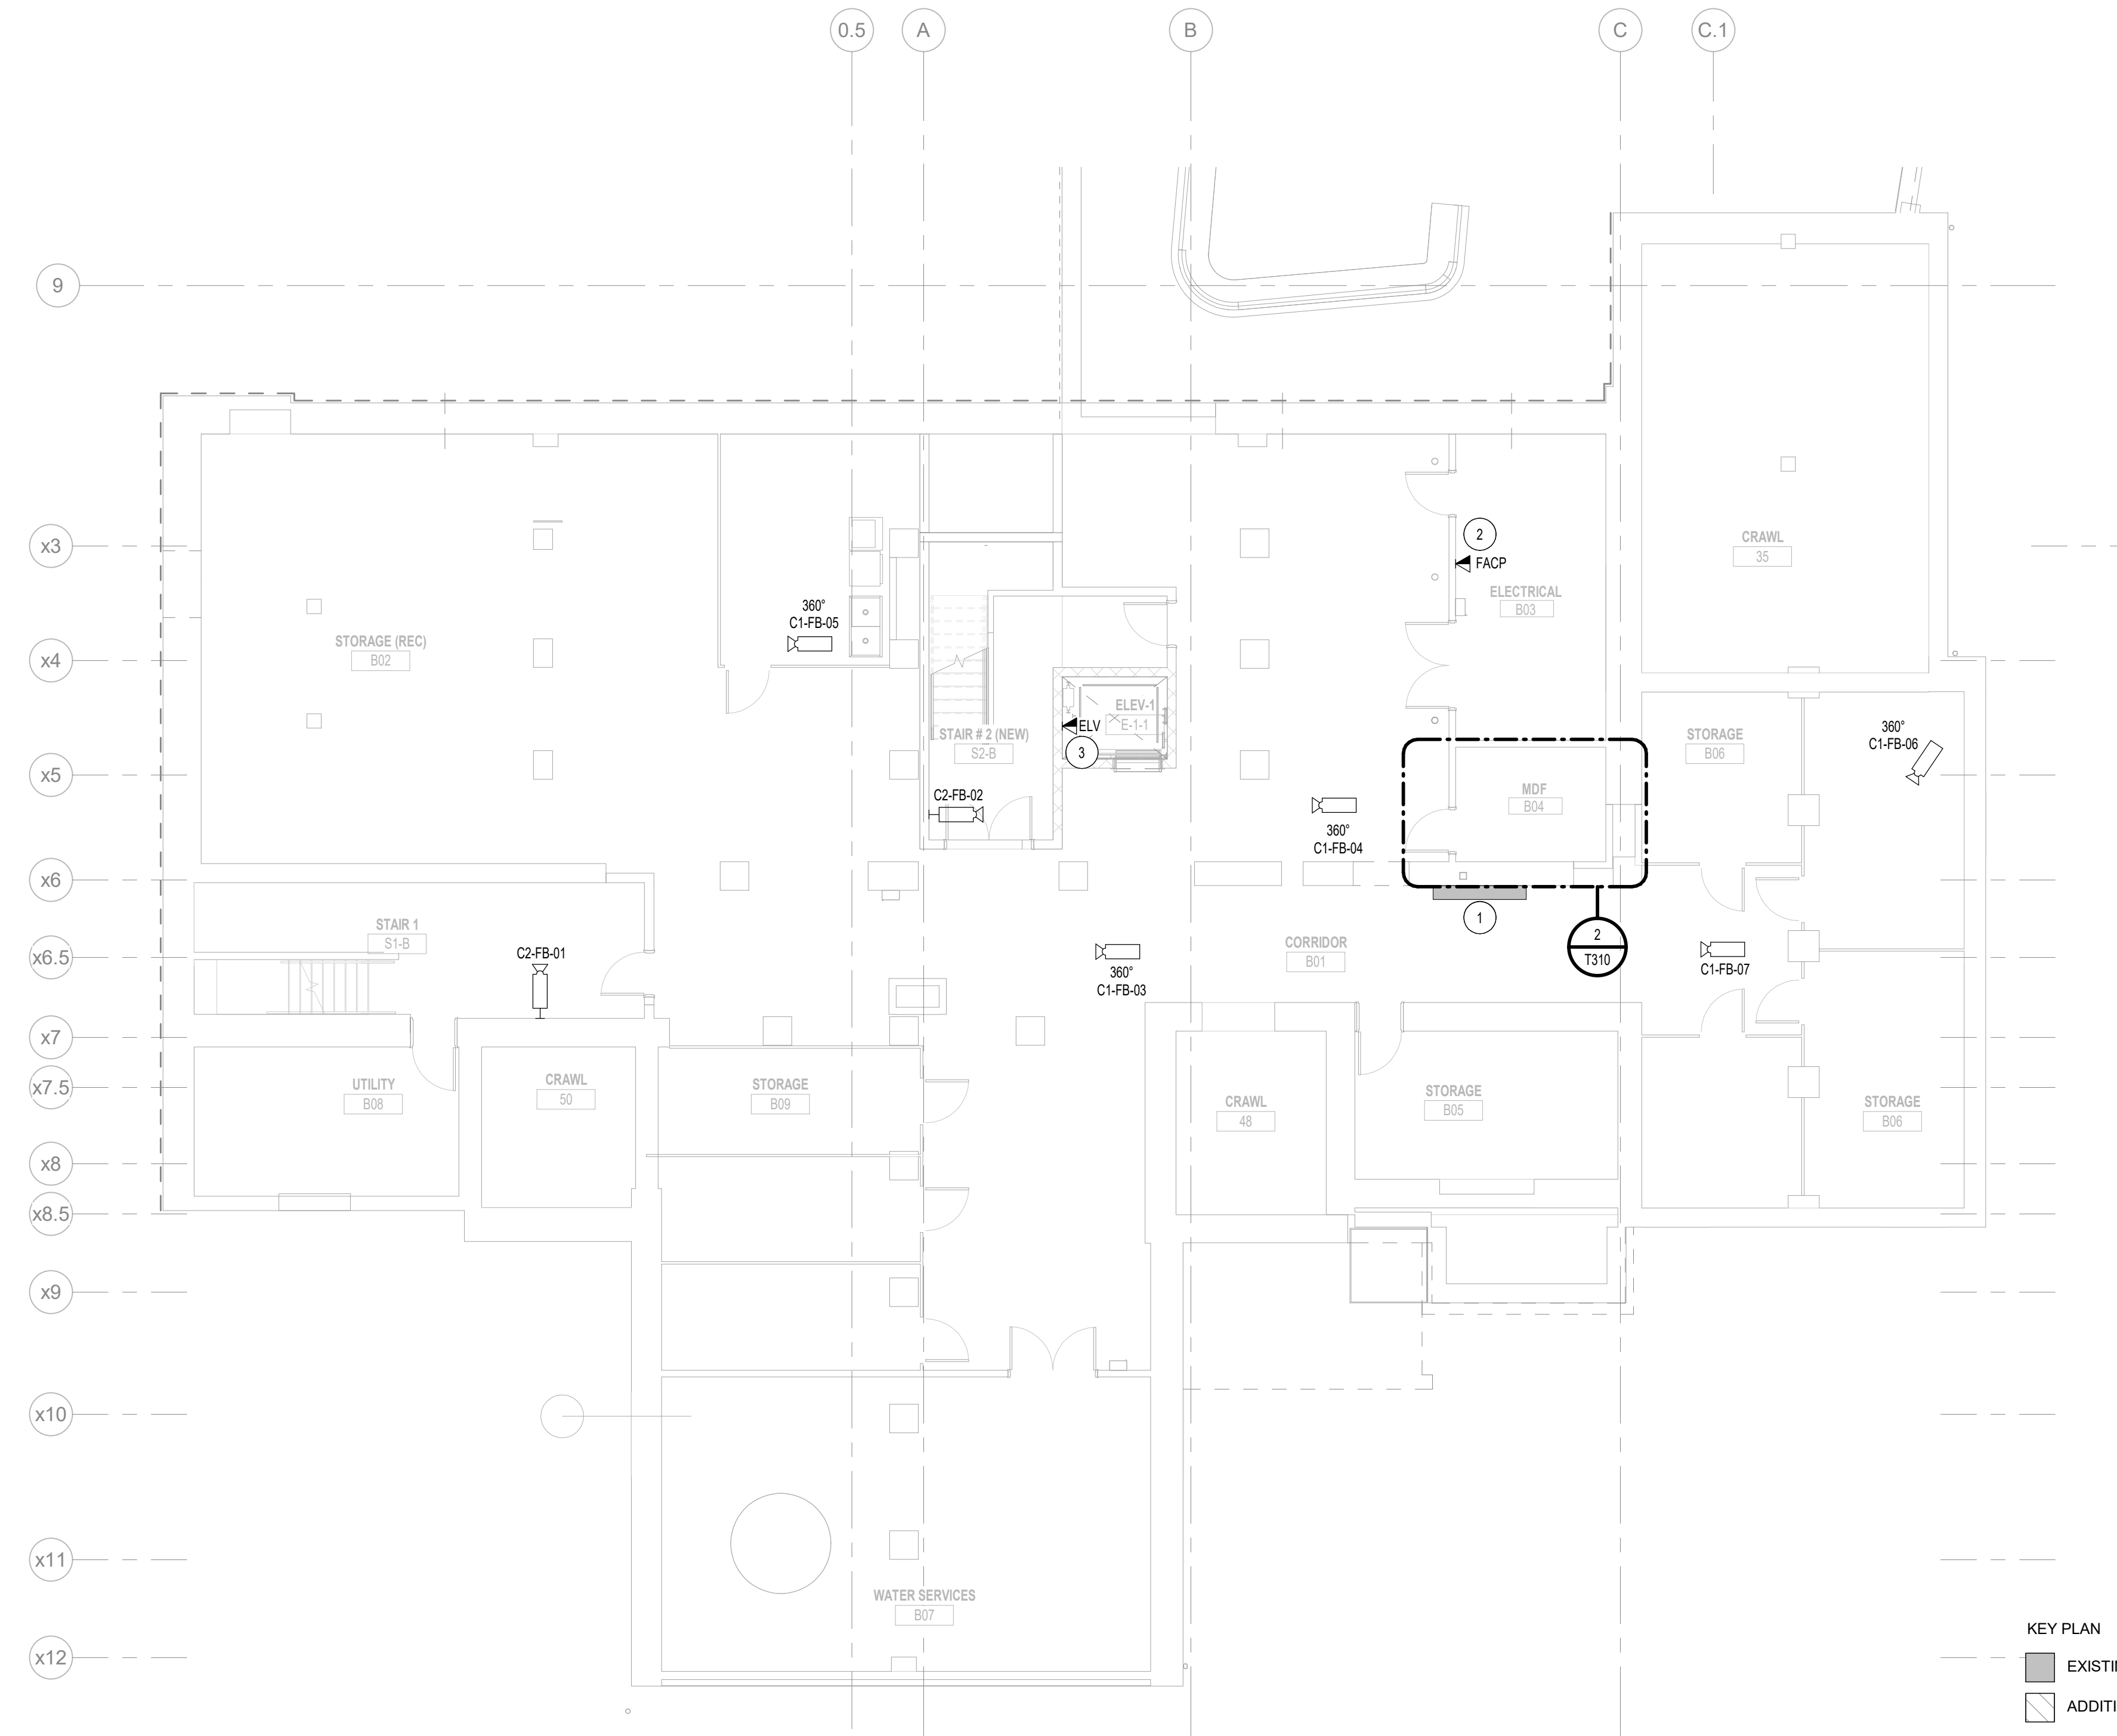 0.5
A
B
C
C.1
9
x3
2
FACP
CRAWL
35
ELECTRICAL
B03
360°
C1-FB-05
STORAGE (REC)
B02
x4
ELEV-1
E-1-1
ELV
3
STAIR # 2 (NEW)
S2-B
STORAGE
B06
360°
C1-FB-06
x5
C2-FB-02
MDF
B04
360°
C1-FB-04
x6
1
STAIR 1
S1-B
2
T310
CORRIDOR
B01
x6.5
C2-FB-01
360°
C1-FB-03
C1-FB-07
x7
x7.5
UTILITY
B08
CRAWL
50
STORAGE
B09
CRAWL
48
STORAGE
B05
STORAGE
B06
x8
x8.5
x9
x10
x11
WATER SERVICES
B07
x12
KEY PLAN